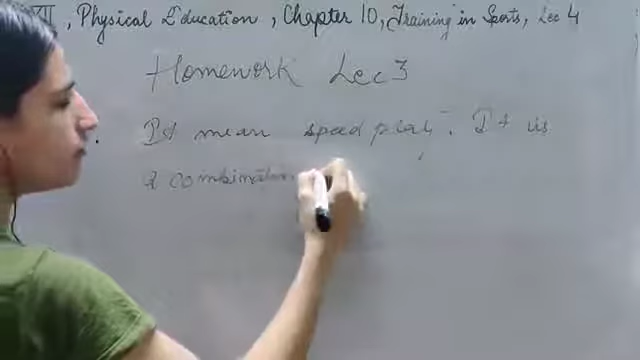 XII, Physical Education, Chapter 10, Training in Sports, Lec 4
Homework Lec 3
It mean speed play. It is
a combination